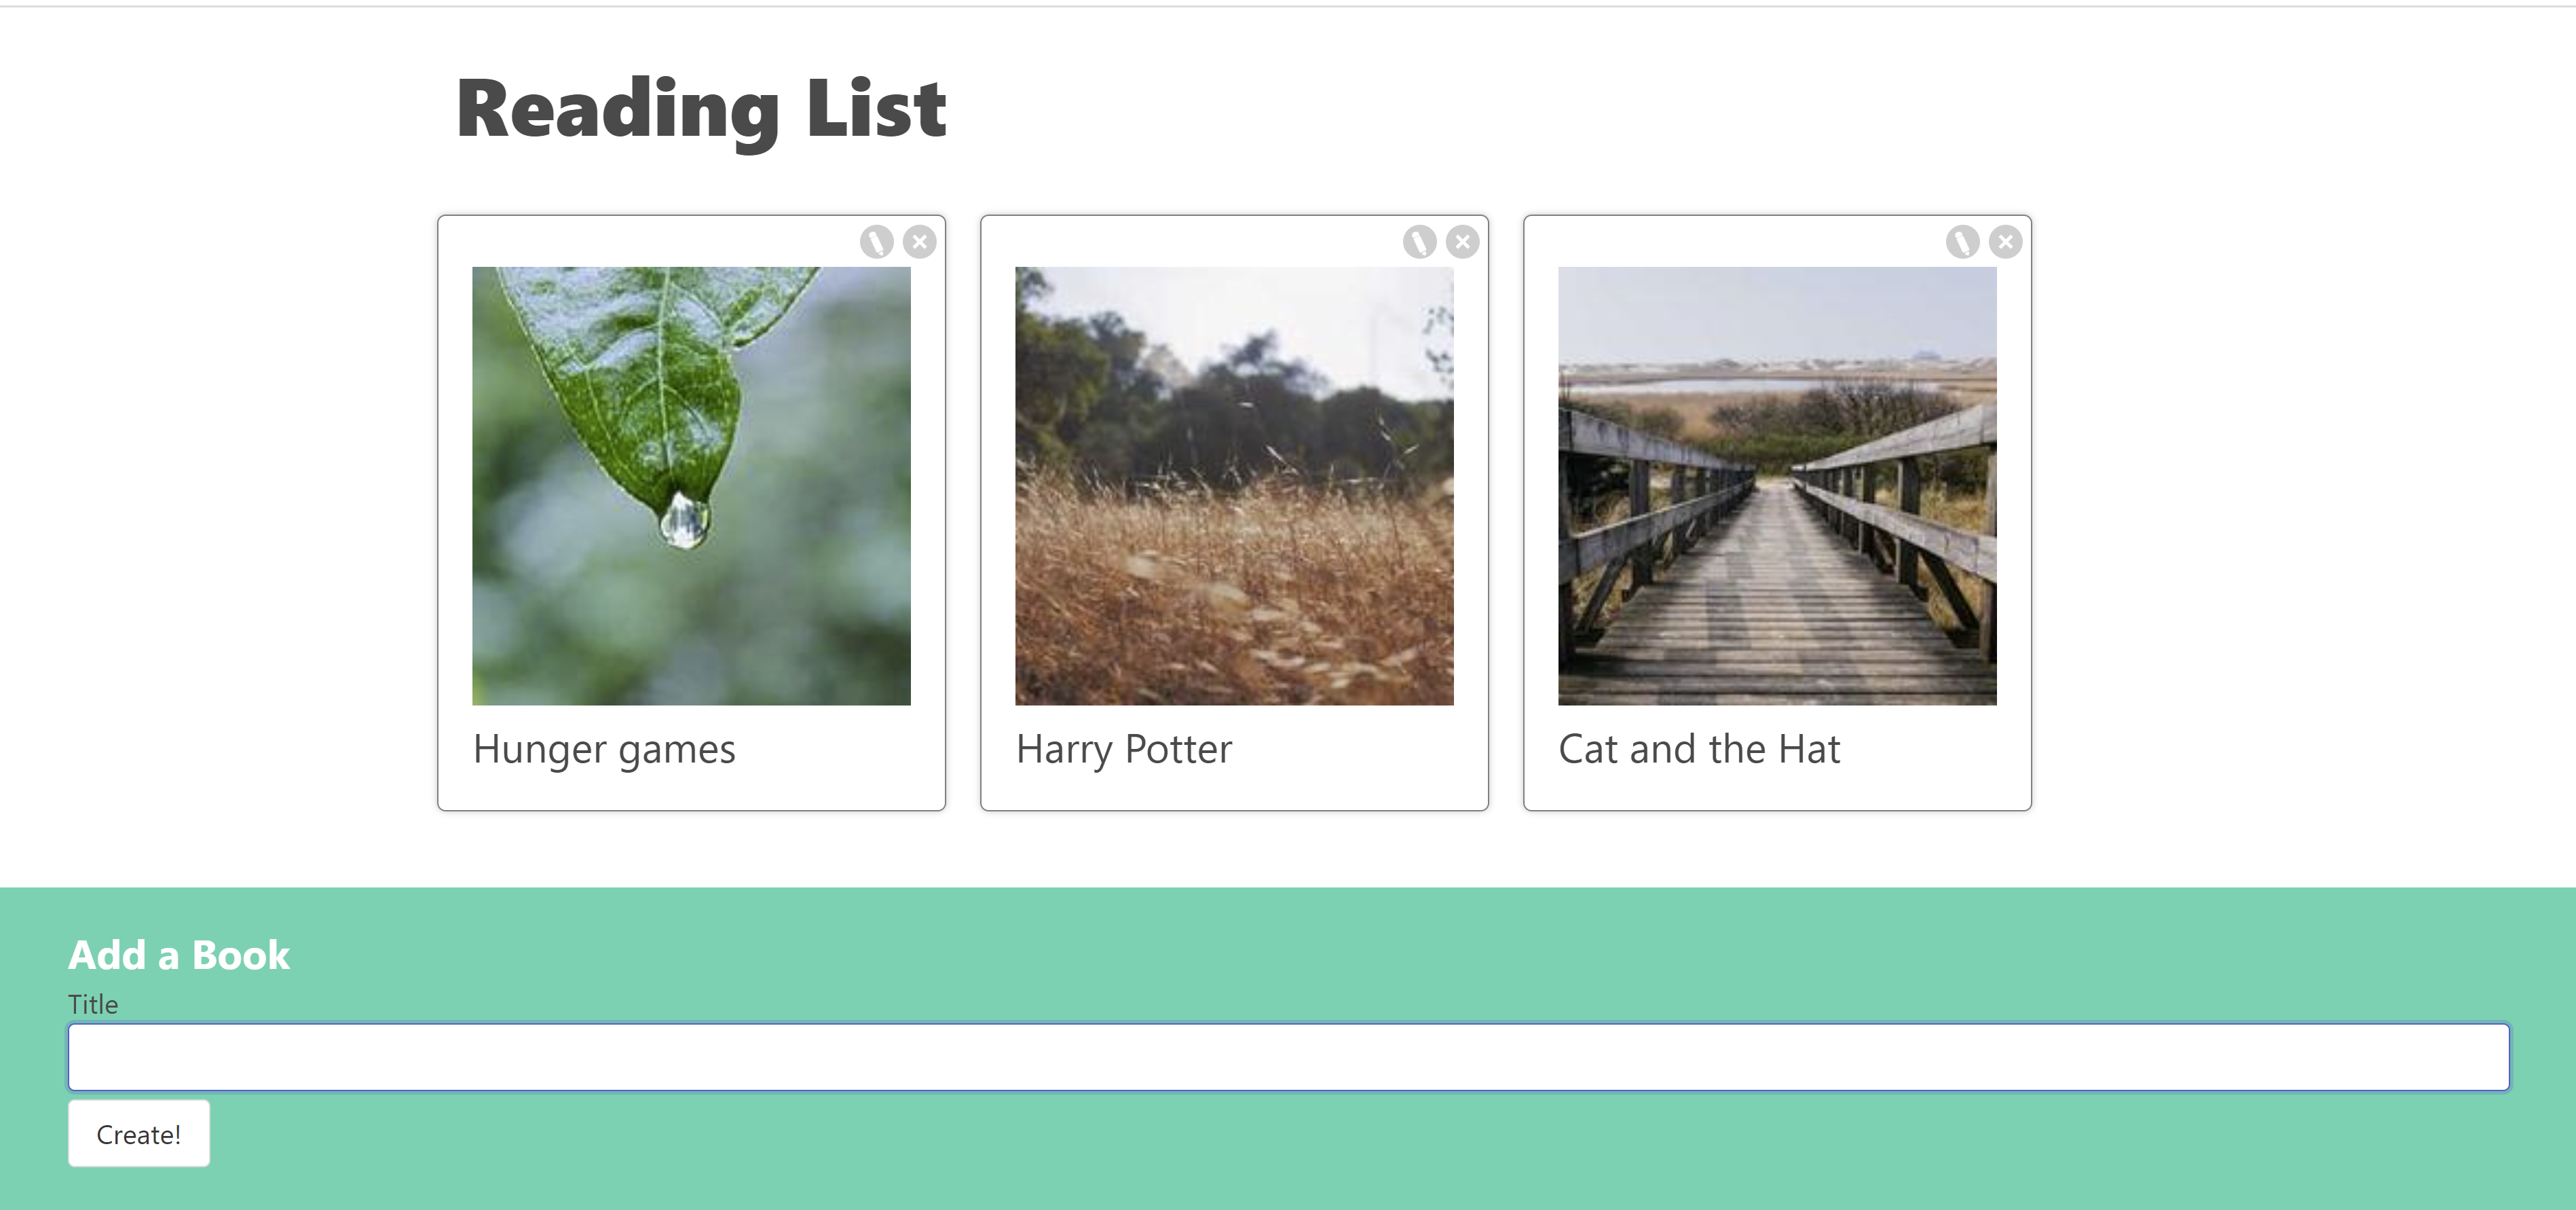 Reading List
Hunger games
Harry Potter
Cat and the Hat
Add a Book
Title
Create!